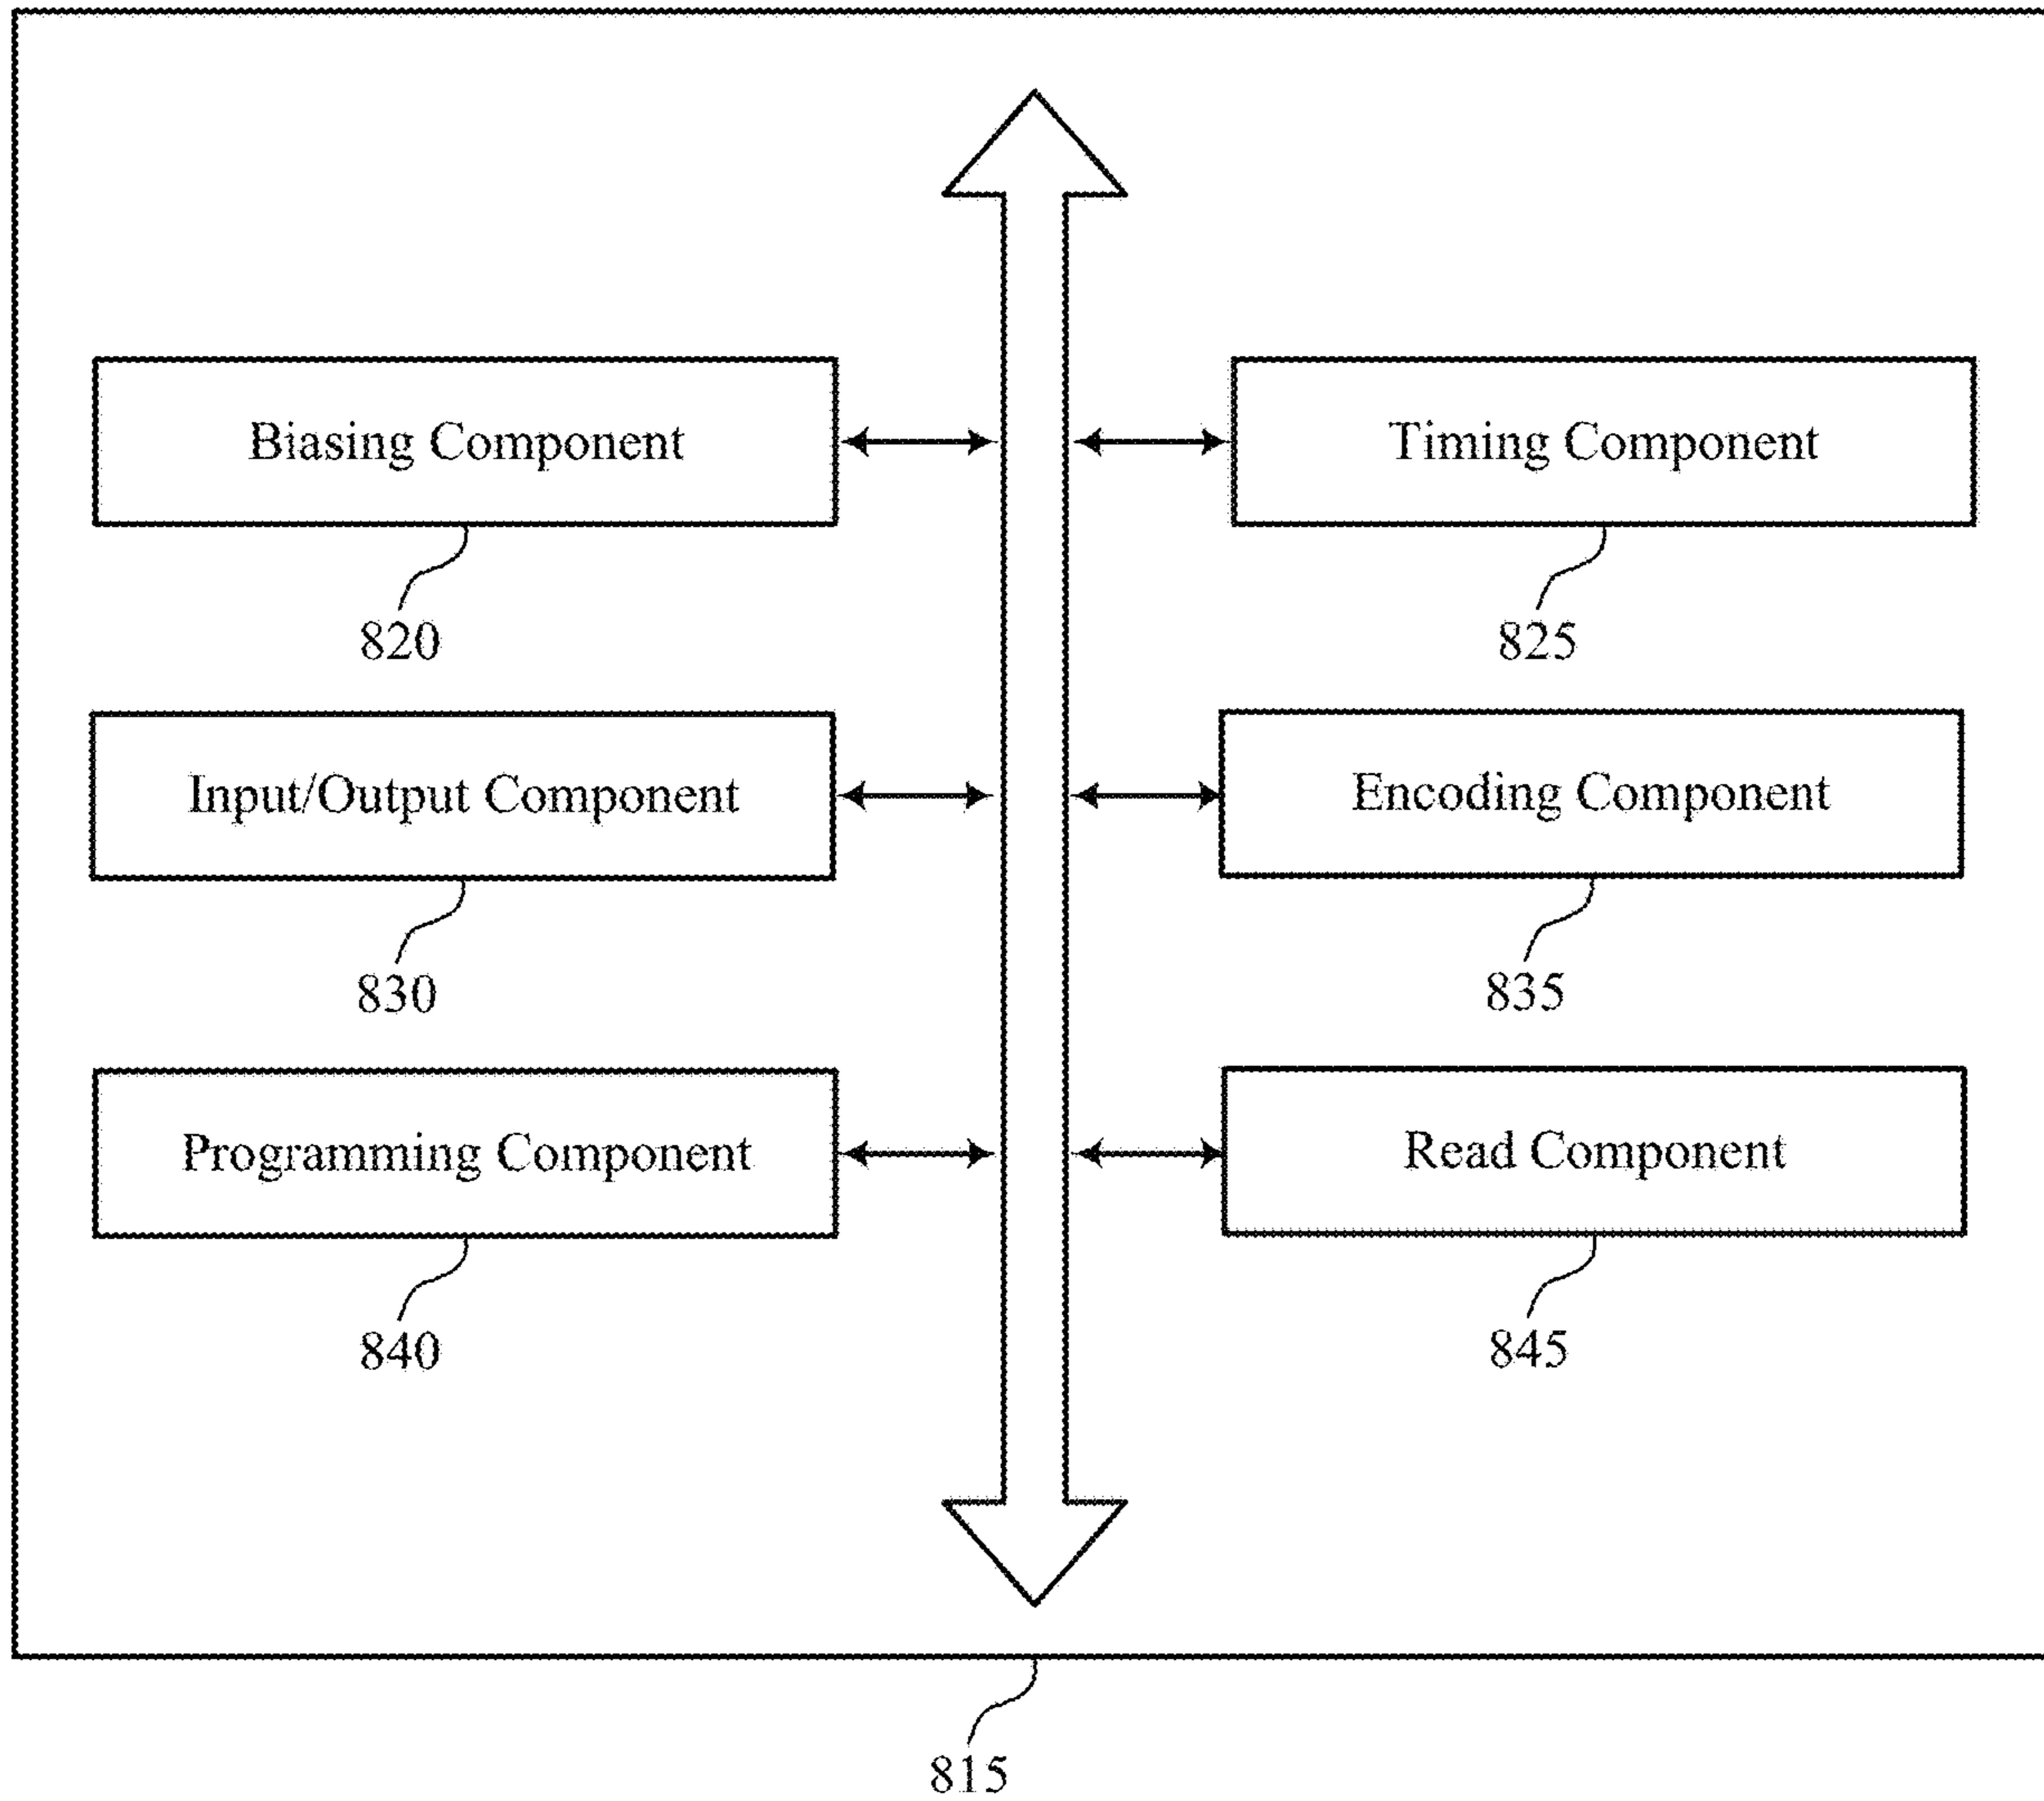 Biasing Component
Timing Component
820
825
Input/Output Component
Encoding Component
830
835
Programming Component
Read Component
840
845
815